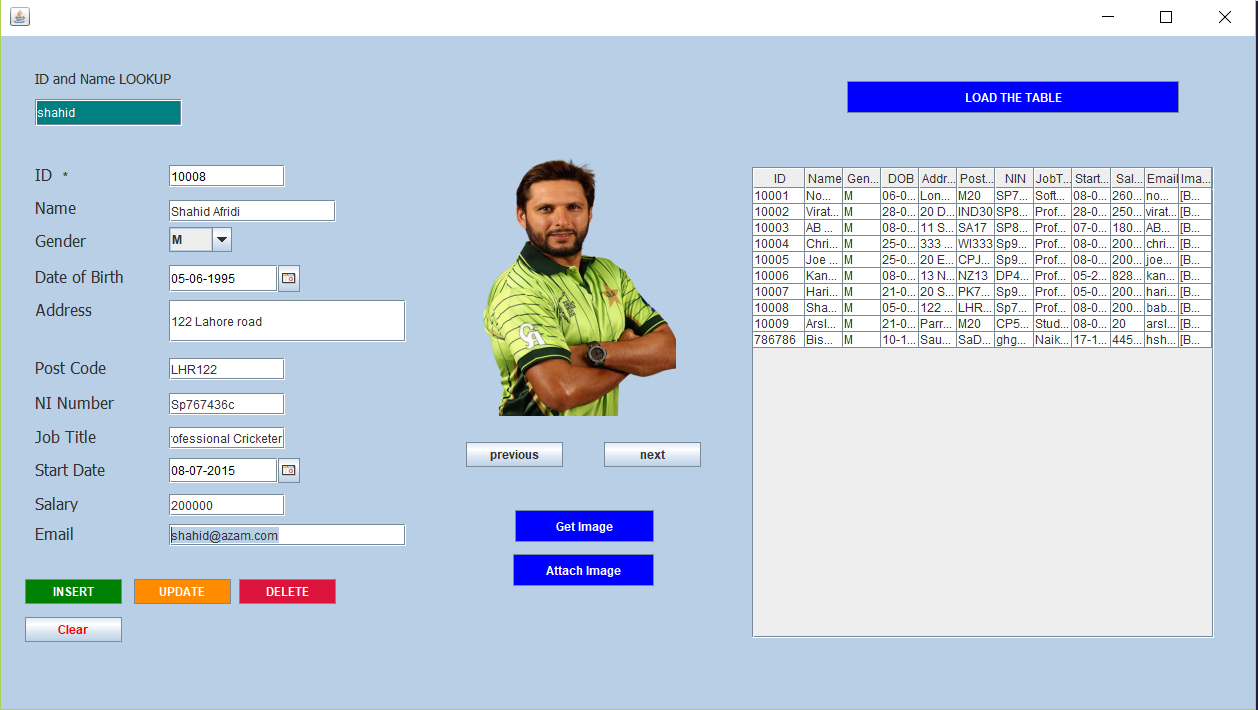 ID and Name LOOKUP
shahid
LOAD THE TABLE
ID *
10008
Name
Shahid Afridi
Gender
M
Date of Birth
05-06-1995
Address
122 Lahore road
Post Code
LHR122
NI Number
Sp767436c
Job Title
rofessional Cricketer
Start Date
08-07-2015
Salary
200000
Email
shahid@azam.com
INSERT UPDATE DELETE
Clear
CA
previous next
Get Image
Attach Image
ID Name Gen... DOB Addr... Post... NIN JobT... Start... Sal... Email Ima...
10001 No... M 06-0... Lon... M20 SP7... Soft... 08-0... 260... no... [B...
10002 Virat... M 28-0... 20 D... IND30 SP8... Prof... 28-0... 250... virat... [B...
10003 AB ... M 08-0... 11 S... SA17 SP8... Prof... 07-0... 180... AB... [B...
10004 Chri... M 25-0... 333 ... WI333 Sp9... Prof... 08-0... 200... chri... [B...
10005 Joe ... M 25-0... 20 E... CPJ... Sp9... Prof... 08-0... 200... joe... [B...
10006 Kan... M 08-0... 13 N... NZ13 DP4... Prof... 05-2... 828... kan... [B...
10007 Hari... M 21-0... 20 S... PK7... Sp9... Prof... 05-0... 200... hari... [B...
10008 Sha... M 05-0... 122 ... LHR... Sp7... Prof... 08-0... 200... bab... [B...
10009 Arsl... M 21-0... Parr... M20 CP5... Stud... 08-0... 20 arsl... [B...
786786 Bis... M 10-1... Sau... SaD... ghg... Naik... 17-1... 445... hsh... [B...